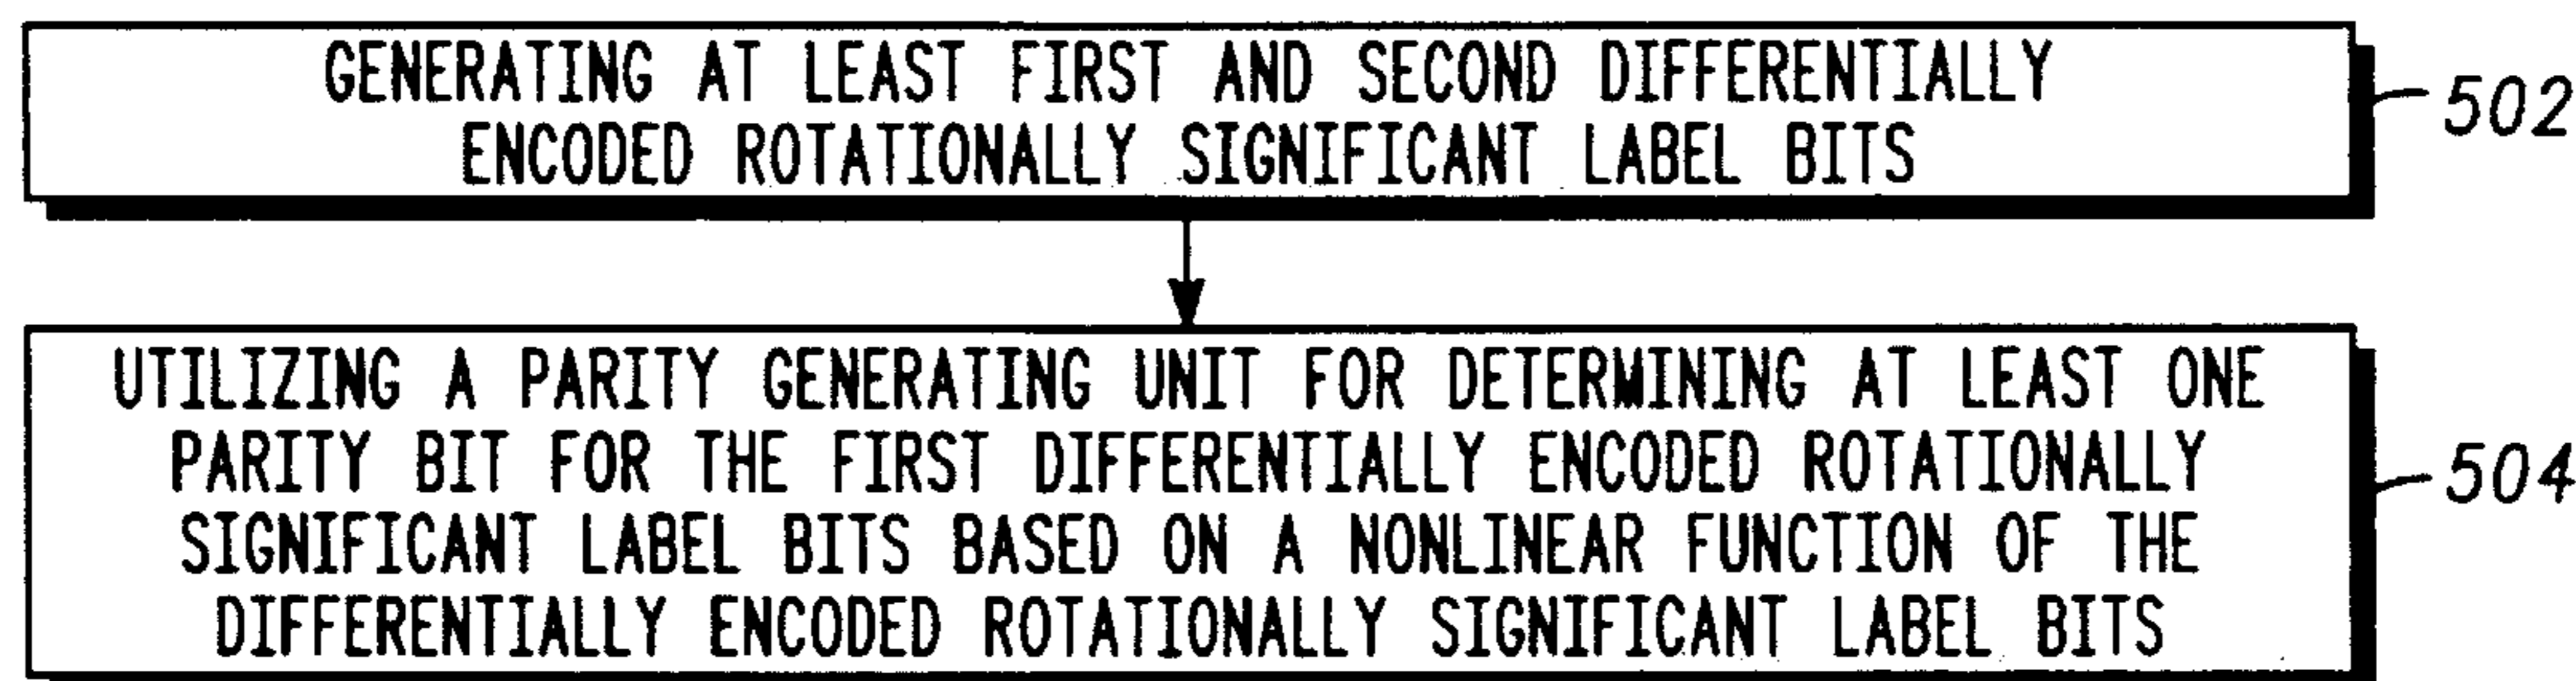 GENERATING AT LEAST FIRST AND SECOND DIFFERENTIALLY
ENCODED ROTATIONALLY SIGNIFICANT LABEL BITS
502
UTILIZING A PARITY GENERATING UNIT FOR DETERMINING AT LEAST ONE
PARITY BIT FOR THE FIRST DIFFERENTIALLY ENCODED ROTATIONALLY
SIGNIFICANT LABEL BITS BASED ON A NONLINEAR FUNCTION OF THE
DIFFERENTIALLY ENCODED ROTATIONALLY SIGNIFICANT LABEL BITS
504